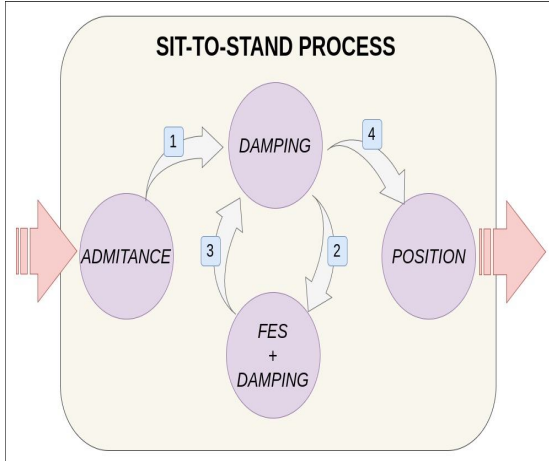 SIT-TO-STAND PROCESS
1
DAMPING
4
ADMITANCE
3
2
POSITION
FES
+
DAMPING